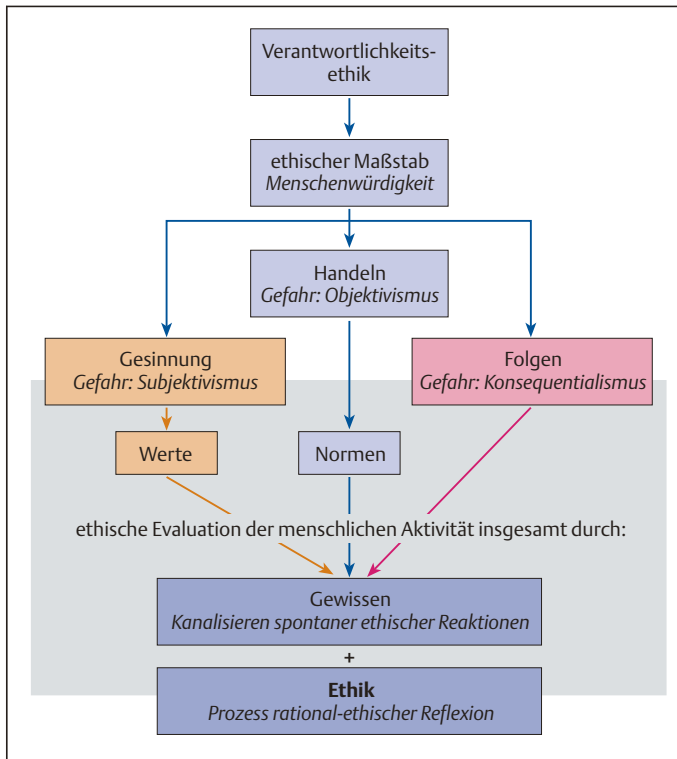 Verantwortlichkeits-
ethik
ethischer Maßstab
Menschenwürdigkeit
Handeln
Gefahr: Objektivismus
Gesinnung
Gefahr: Subjektivismus
Folgen
Gefahr: Konsequentialismus
Werte
Normen
ethische Evaluation der menschlichen Aktivität insgesamt durch:
Gewissen
Kanalisieren spontaner ethischer Reaktionen
+
Ethik
Prozess rational-ethischer Reflexion